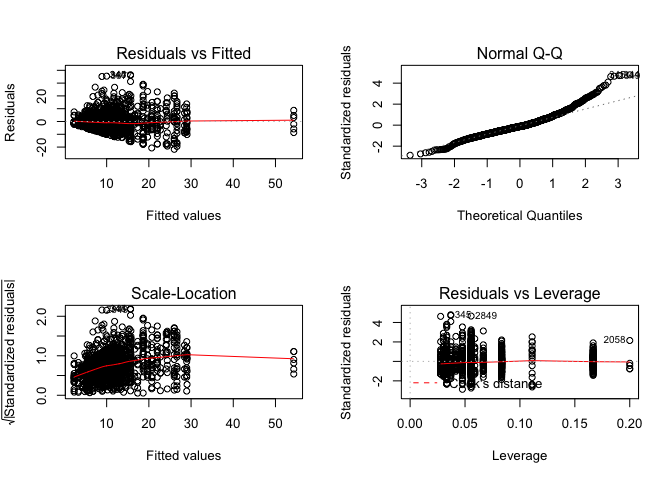 Residuals vs Fitted
Residuals
20
0
-20
10 20 30 40 50
Fitted values
Normal Q-Q
Standardized residuals
4
2
0
-2
-3 -2 -1 0 1 2 3
Theoretical Quantiles
Scale-Location
√|Standardized residuals|
2.0
1.0
0.0
10 20 30 40 50
Fitted values
Residuals vs Leverage
Standardized residuals
4
2
0
-2
345
2849
2058
Cook's distance
0.00 0.05 0.10 0.15 0.20
Leverage